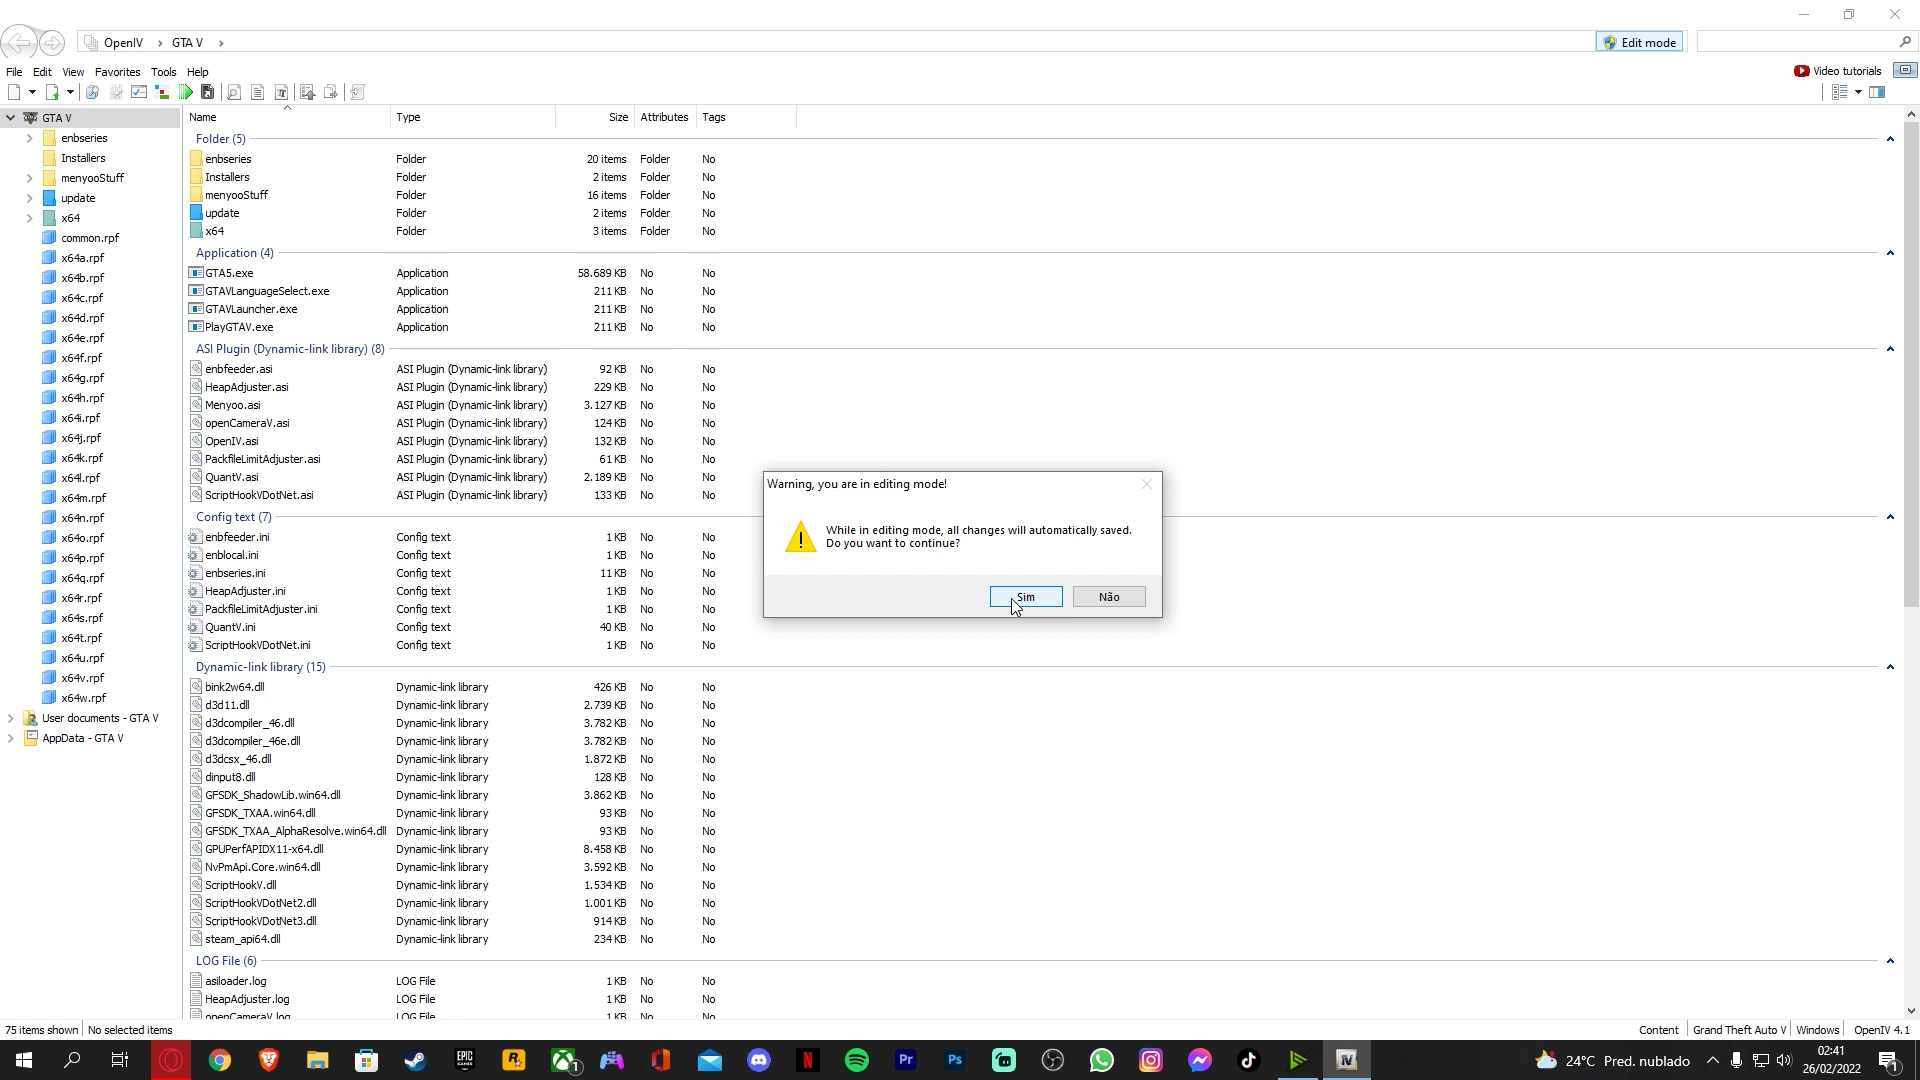 OpenIV › GTA V ›
Edit mode
File Edit View Favorites Tools Help
Video tutorials
GTA V
enbseries
Installers
menyooStuff
update
x64
common.rpf
x64a.rpf
x64b.rpf
x64c.rpf
x64d.rpf
x64e.rpf
x64f.rpf
x64g.rpf
x64h.rpf
x64i.rpf
x64j.rpf
x64k.rpf
x64l.rpf
x64m.rpf
x64n.rpf
x64o.rpf
x64p.rpf
x64q.rpf
x64r.rpf
x64s.rpf
x64t.rpf
x64u.rpf
x64v.rpf
x64w.rpf
User documents - GTA V
AppData - GTA V
Name Type Size Attributes Tags
Folder (5)
enbseries Folder 20 items Folder No
Installers Folder 2 items Folder No
menyooStuff Folder 16 items Folder No
update Folder 2 items Folder No
x64 Folder 3 items Folder No
Application (4)
GTA5.exe Application 58.689 KB No No
GTAVLanguageSelect.exe Application 211 KB No No
GTAVLauncher.exe Application 211 KB No No
PlayGTAV.exe Application 211 KB No No
ASI Plugin (Dynamic-link library) (8)
enbfeeder.asi ASI Plugin (Dynamic-link library) 92 KB No No
HeapAdjuster.asi ASI Plugin (Dynamic-link library) 229 KB No No
Menyoo.asi ASI Plugin (Dynamic-link library) 3.127 KB No No
openCameraV.asi ASI Plugin (Dynamic-link library) 124 KB No No
OpenIV.asi ASI Plugin (Dynamic-link library) 132 KB No No
PackfileLimitAdjuster.asi ASI Plugin (Dynamic-link library) 61 KB No No
QuantV.asi ASI Plugin (Dynamic-link library) 2.189 KB No No
ScriptHookVDotNet.asi ASI Plugin (Dynamic-link library) 133 KB No No
Config text (7)
enbfeeder.ini Config text 1 KB No No
enblocal.ini Config text 1 KB No No
enbseries.ini Config text 11 KB No No
HeapAdjuster.ini Config text 1 KB No No
PackfileLimitAdjuster.ini Config text 1 KB No No
QuantV.ini Config text 40 KB No No
ScriptHookVDotNet.ini Config text 1 KB No No
Dynamic-link library (15)
bink2w64.dll Dynamic-link library 426 KB No No
d3d11.dll Dynamic-link library 2.739 KB No No
d3dcompiler_46.dll Dynamic-link library 3.782 KB No No
d3dcompiler_46e.dll Dynamic-link library 3.782 KB No No
d3dcsx_46.dll Dynamic-link library 1.872 KB No No
dinput8.dll Dynamic-link library 128 KB No No
GFSDK_ShadowLib.win64.dll Dynamic-link library 3.862 KB No No
GFSDK_TXAA.win64.dll Dynamic-link library 93 KB No No
GFSDK_TXAA_AlphaResolve.win64.dll Dynamic-link library 93 KB No No
GPUPerfAPIDX11-x64.dll Dynamic-link library 8.458 KB No No
NvPmApi.Core.win64.dll Dynamic-link library 3.592 KB No No
ScriptHookV.dll Dynamic-link library 1.534 KB No No
ScriptHookVDotNet2.dll Dynamic-link library 1.001 KB No No
ScriptHookVDotNet3.dll Dynamic-link library 914 KB No No
steam_api64.dll Dynamic-link library 234 KB No No
LOG File (6)
asiloader.log LOG File 1 KB No No
HeapAdjuster.log LOG File 1 KB No No
openCameraV.log LOG File 1 KB No No
Warning, you are in editing mode!
While in editing mode, all changes will automatically saved.
Do you want to continue?
Sim Não
75 items shown No selected items Content Grand Theft Auto V Windows OpenIV 4.1
EPIC GAMES R 1 N Pr Ps IV
24°C Pred. nublado
02:41
26/02/2022
1